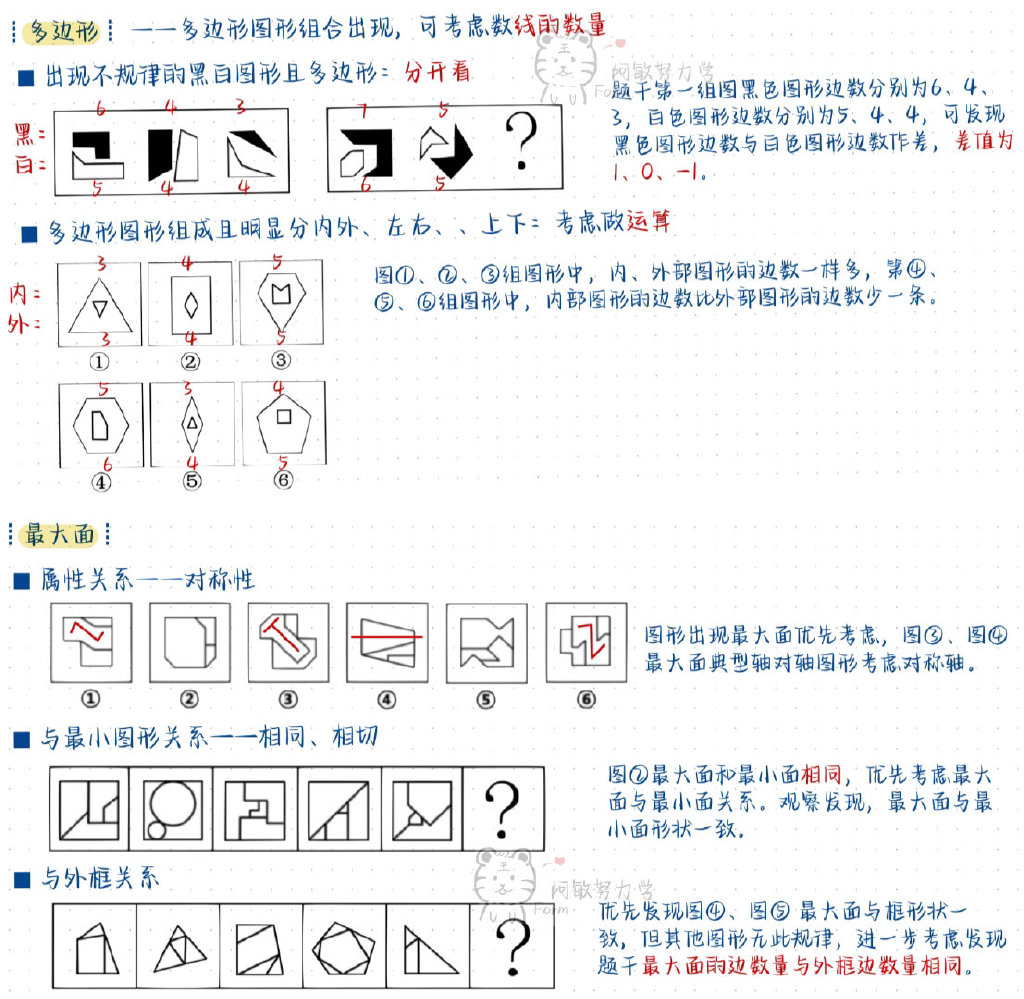 多边形 ——多边形图形组合出现，可考虑数线的数量
阿敏努力学
Form
■ 出现不规律的黑白图形且多边形：分开看
6 4 3 7 5
黑：
白：
?
5 4 4 6 5
题干第一组图黑色图形边数分别为6、4、
3，白色图形边数分别为5、4、4，可发现
黑色图形边数与白色图形边数作差，差值为
1、0、-1。
■ 多边形图形组成且明显分内外、左右、、上下：考虑做运算
3 4 5
内：
外：
3 4 5
① ② ③
图①、②、③组图形中，内、外部图形的边数一样多，第④、
⑤、⑥组图形中，内部图形的边数比外部图形的边数少一条。
5 3 4
6 4 5
④ ⑤ ⑥
最大面
■ 属性关系——对称性
① ② ③ ④ ⑤ ⑥
图形出现最大面优先考虑，图③、图④
最大面典型轴对轴图形考虑对称轴。
■ 与最小图形关系——相同、相切
?
图②最大面和最小面相同，优先考虑最大
面与最小面关系。观察发现，最大面与最
小面形状一致。
■ 与外框关系
阿敏努力学
Form
?
优先发现图④、图⑤ 最大面与框形状一
致，但其他图形无此规律，进一步考虑发现
题干最大面的边数量与外框边数量相同。